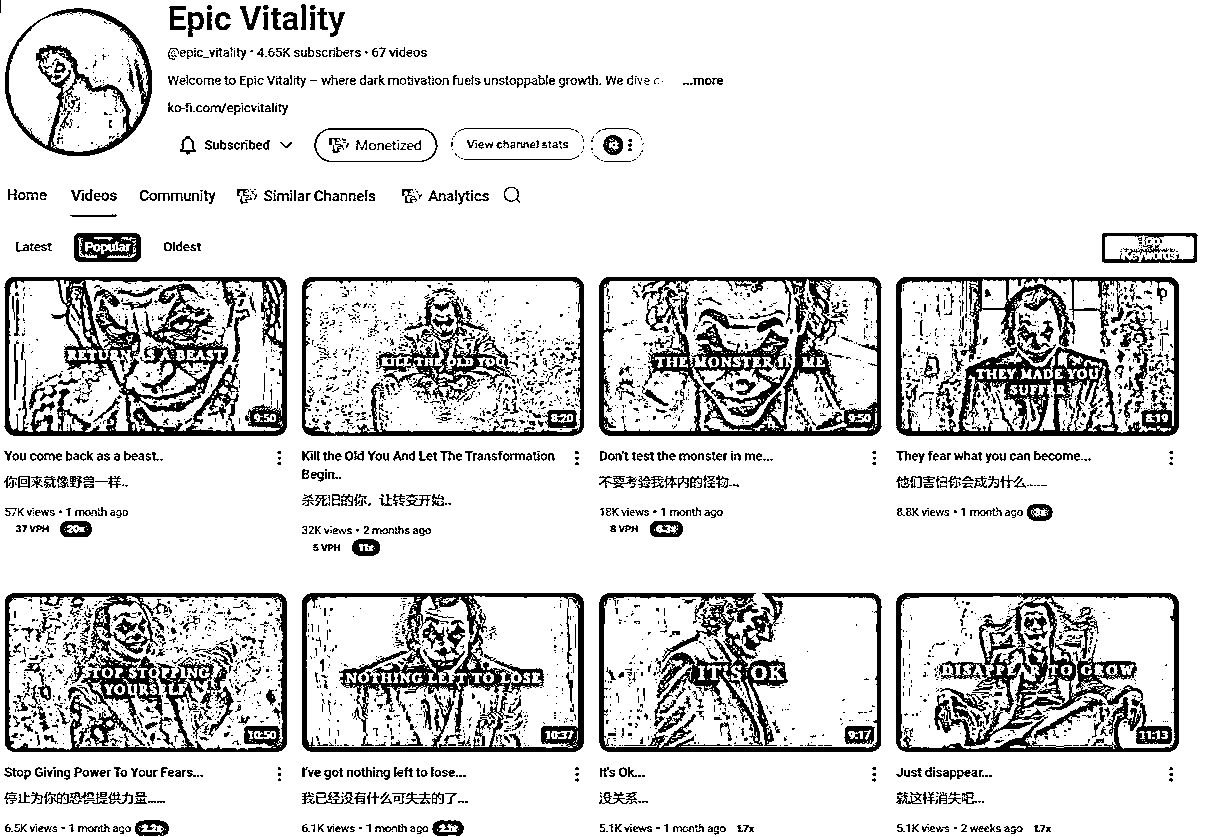 Epic Vitality
@epic_vitality • 4.65K subscribers • 67 videos
Welcome to Epic Vitality – where dark motivation fuels unstoppable growth. We dive ...more
ko-fi.com/epicvitality
Subscribed Monetized View channel stats
Home Videos Community Similar Channels Analytics
Latest Popular Oldest
Top Keywords
RETURN AS A BEAST
KILL THE OLD YOU
THE MONSTER ME
THEY MADE YOU
SUFFER
8:20
8:19
You come back as a beast..
你回来就像野兽一样..
57K views • 1 month ago
37 VPH 20x
Kill the Old You And Let The Transformation
Begin..
杀死旧的你，让转变开始..
32K views • 2 months ago
5 VPH 11x
Don't test the monster in me...
不要考验我体内的怪物...
18K views • 1 month ago
8 VPH
They fear what you can become...
他们害怕你会成为什么......
8.8K views • 1 month ago
STOP STOPPING
YOURSELF
NOTHING LEFT TO LOSE
IT'S OK
DISAPPEAR TO GROW
10:50
10:37
9:17
11:13
Stop Giving Power To Your Fears...
停止为你的恐惧提供力量......
6.5K views • 1 month ago
I've got nothing left to lose...
我已经没有什么可失去的了...
6.1K views • 1 month ago
It's Ok...
没关系...
5.1K views • 1 month ago 1.7x
Just disappear...
就这样消失吧...
5.1K views • 2 weeks ago 1.7x